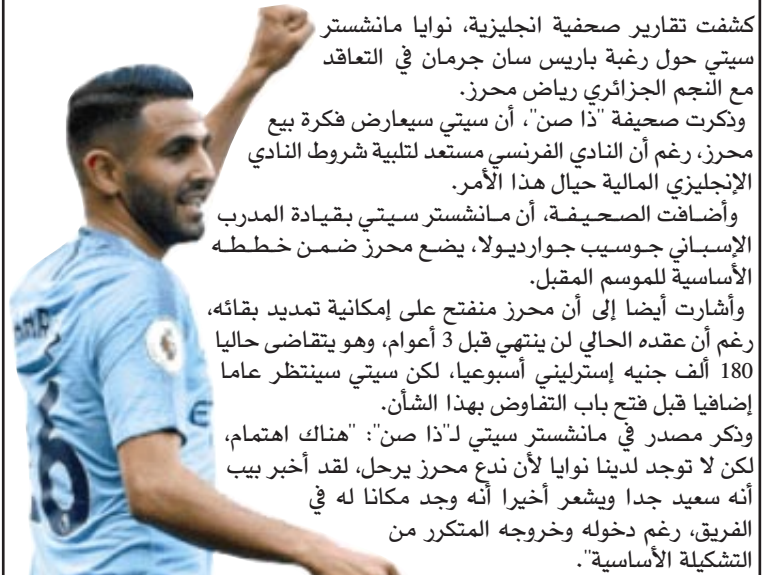 كشفت تقارير صحفية انجليزية، نوايا مانشستر
سيتي حول رغبة باريس سان جرمان في التعاقد
مع النجم الجزائري رياض محرز.
وذكرت صحيفة "ذا صن"، أن سيتي سيعارض فكرة بيع
محرز، رغم أن النادي الفرنسي مستعد لتلبية شروط النادي
الإنجليزي المالية حيال هذا الأمر.
وأضافت الصحيفة، أن مانشستر سيتي بقيادة المدرب
الإسباني جوسيب جوارديولا، يضع محرز ضمن خططه
الأساسية للموسم المقبل.
وأشارت أيضا إلى أن محرز منفتح على إمكانية تمديد بقائه،
رغم أن عقده الحالي لن ينتهي قبل 3 أعوام، وهو يتقاضى حاليا
180 ألف جنيه إسترليني أسبوعيا، لكن سيتي سينتظر عاما
إضافيا قبل فتح باب التفاوض بهذا الشأن.
وذكر مصدر في مانشستر سيتي لـ"ذا صن": "هناك اهتمام،
لكن لا توجد لدينا نوايا لأن ندع محرز يرحل، لقد أخبر بيب
أنه سعيد جدا ويشعر أخيرا أنه وجد مكانا له في
الفريق، رغم دخوله وخروجه المتكرر من
التشكيلة الأساسية".
26